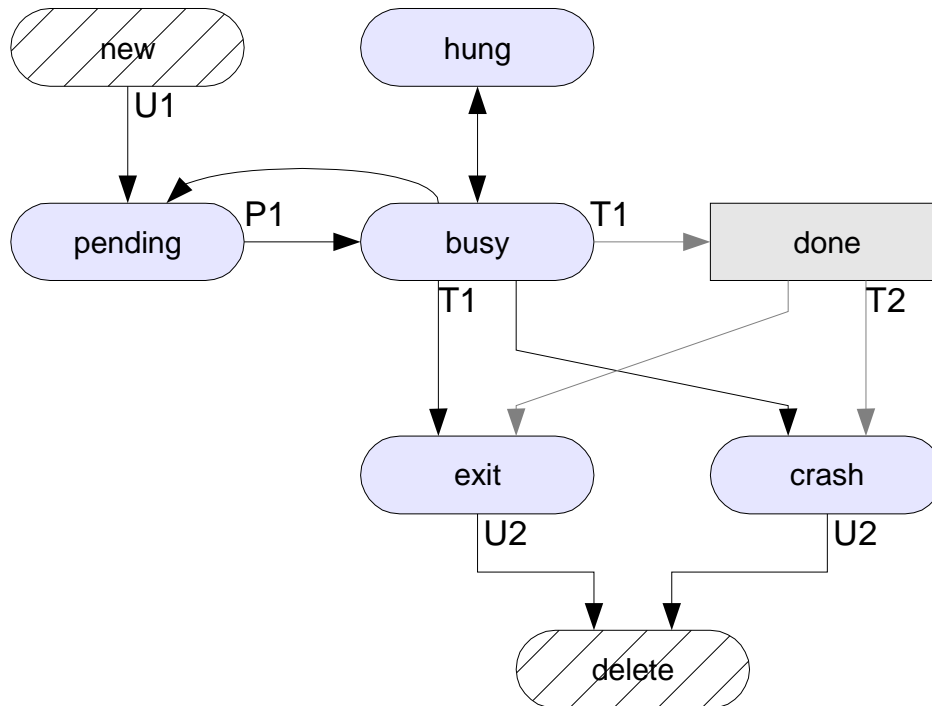 new
hung
U1
pending
P1
busy
T1
done
T1
T2
exit
crash
U2
U2
delete